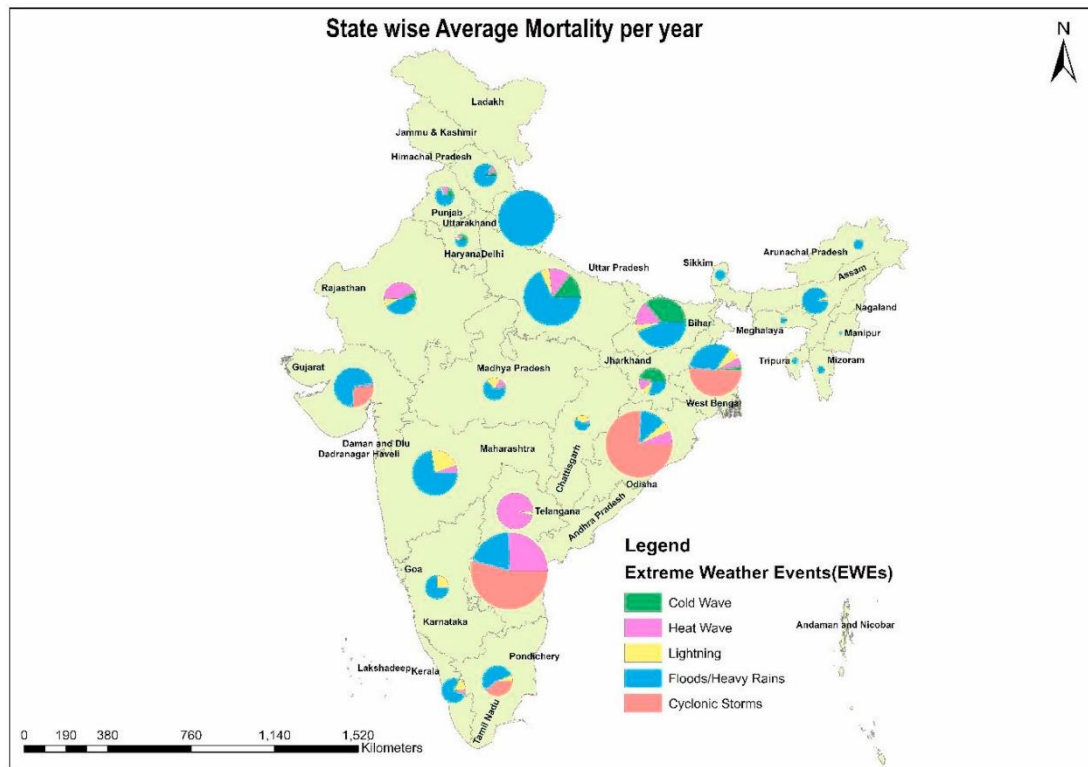 State wise Average Mortality per year
N
Ladakh
Jammu & Kashmir
Himachal Pradesh
Punjab
Uttarakhand
HaryanaDelhi
Rajasthan
Uttar Pradesh
Sikkim
Arunachal Pradesh
Assam
Nagaland
Bihar
Meghalaya
Manipur
Tripura
Mizoram
Jharkhand
Gujarat
Madhya Pradesh
West Bengal
Daman and Diu
Dadranagar Haveli
Maharashtra
Chattisgarh
Odisha
Telangana
Andhra Pradesh
Goa
Karnataka
Pondichery
Lakshadeep
Kerala
Tamil Nadu
Andaman and Nicobar
Legend
Extreme Weather Events(EWEs)
Cold Wave
Heat Wave
Lightning
Floods/Heavy Rains
Cyclonic Storms
0 190 380 760 1,140 1,520
Kilometers